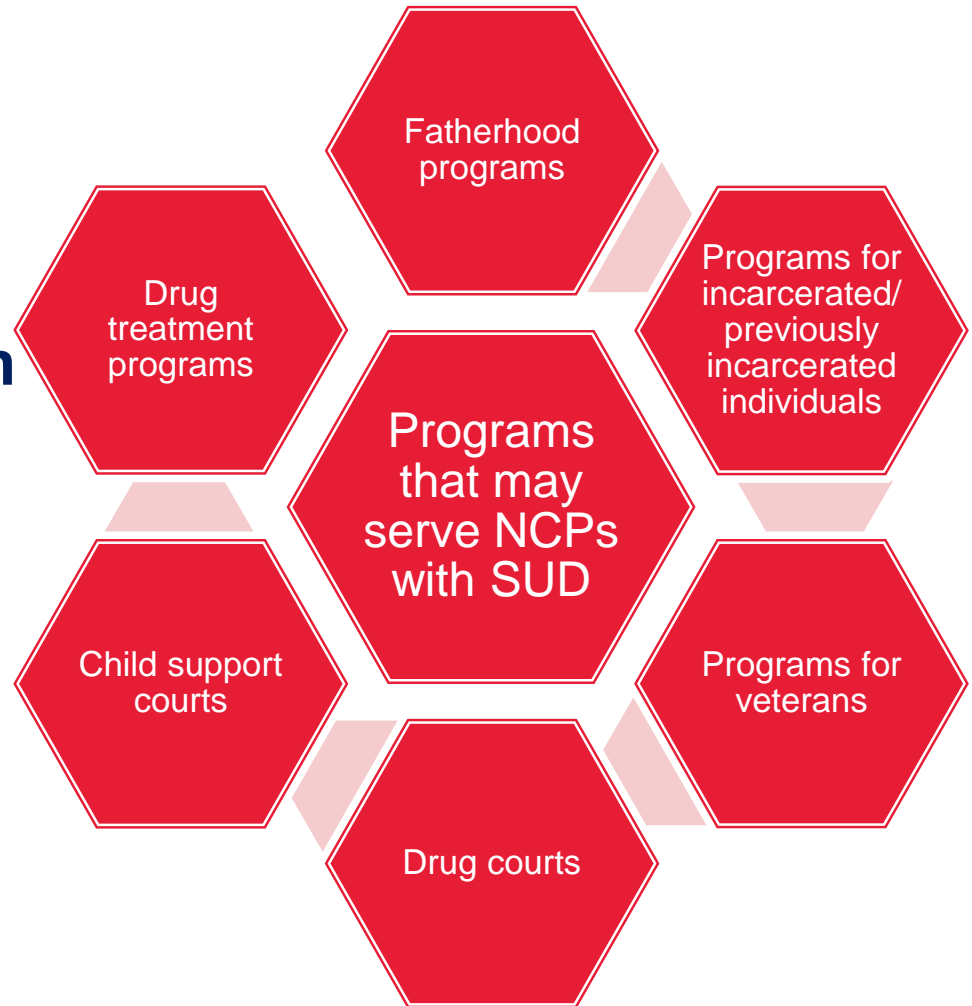 Fatherhood
programs
Programs for
incarcerated/
previously
incarcerated
individuals
Programs for
veterans
Drug courts
Child support
courts
Drug
treatment
programs
Programs
that may
serve NCPs
with SUD